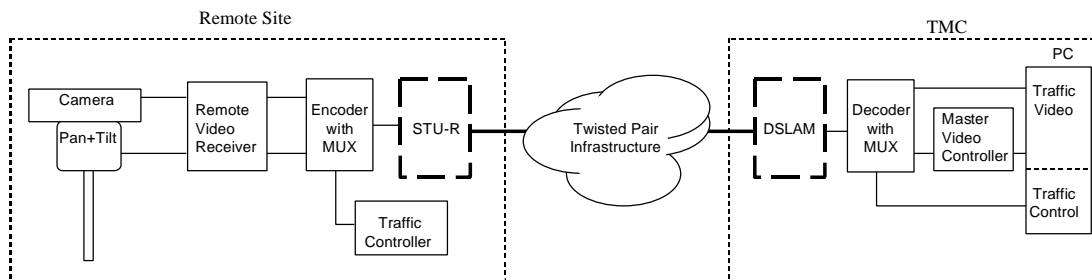 Remote Site
TMC
PC
Camera
Pan+Tilt
Remote
Video
Receiver
Encoder
with
MUX
STU-R
Traffic
Controller
Twisted Pair
Infrastructure
DSLAM
Decoder
with
MUX
Master
Video
Controller
Traffic
Video
Traffic
Control